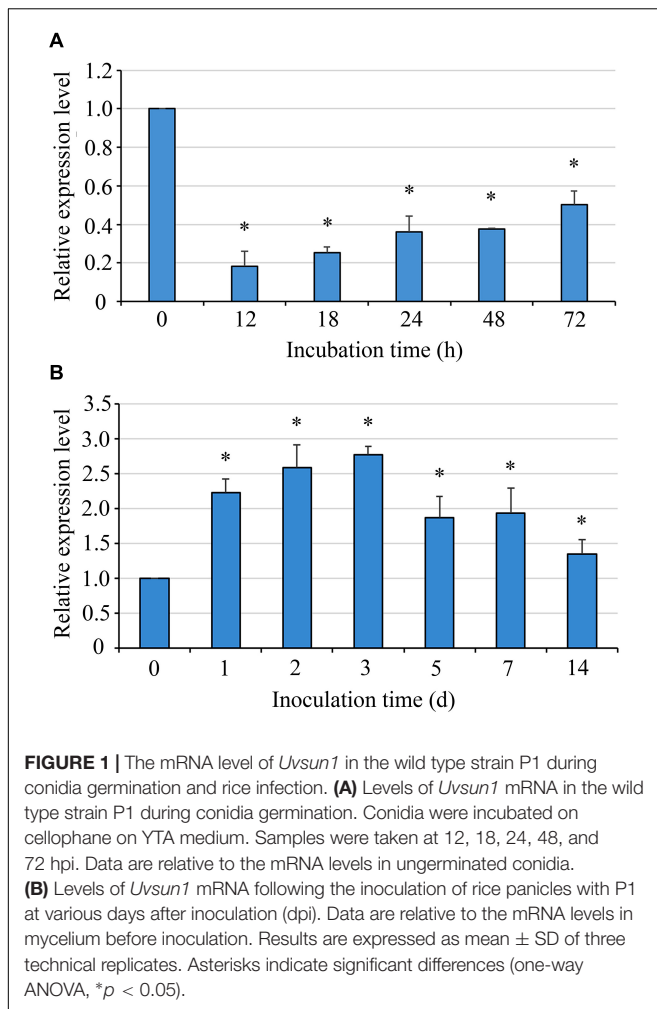 A
1.2
1.0
0.8
0.6
0.4
0.2
0
Relative expression level
* * * * *
0 12 18 24 48 72
Incubation time (h)
B
3.5
3.0
2.5
2.0
1.5
1.0
0.5
0
Relative expression level
* * * * * *
0 1 2 3 5 7 14
Inoculation time (d)
FIGURE 1 | The mRNA level of Uvsun1 in the wild type strain P1 during
conidia germination and rice infection. (A) Levels of Uvsun1 mRNA in the wild
type strain P1 during conidia germination. Conidia were incubated on
cellophane on YTA medium. Samples were taken at 12, 18, 24, 48, and
72 hpi. Data are relative to the mRNA levels in ungerminated conidia.
(B) Levels of Uvsun1 mRNA following the inoculation of rice panicles with P1
at various days after inoculation (dpi). Data are relative to the mRNA levels in
mycelium before inoculation. Results are expressed as mean ± SD of three
technical replicates. Asterisks indicate significant differences (one-way
ANOVA, *p < 0.05).